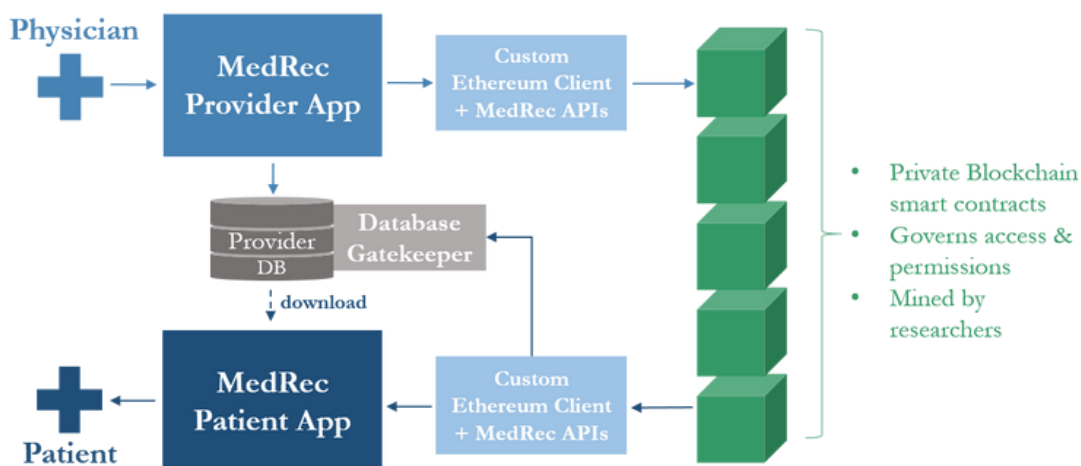 Physician
MedRec
Provider App
Custom
Ethereum Client
+ MedRec APIs
Provider
DB
Database
Gatekeeper
download
MedRec
Patient App
Custom
Ethereum Client
+ MedRec APIs
Patient
• Private Blockchain
smart contracts
• Governs access &
permissions
• Mined by
researchers